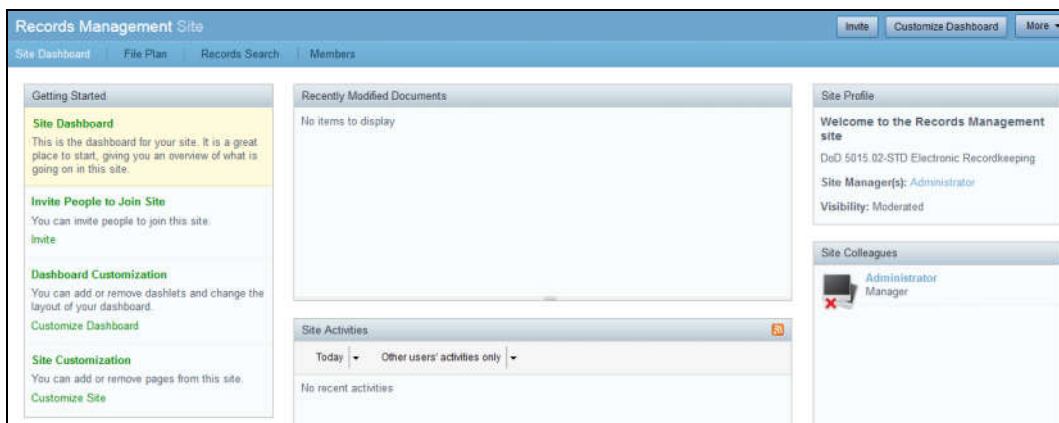 Records Management Site
Invite
Customize Dashboard
More
Site Dashboard
File Plan
Records Search
Members
Getting Started
Site Dashboard
This is the dashboard for your site. It is a great
place to start, giving you an overview of what is
going on in this site.
Invite People to Join Site
You can invite people to join this site.
Invite
Dashboard Customization
You can add or remove dashlets and change the
layout of your dashboard.
Customize Dashboard
Site Customization
You can add or remove pages from this site.
Customize Site
Recently Modified Documents
No items to display
Site Activities
Today
Other users' activities only
No recent activities
Site Profile
Welcome to the Records Management
site
DoD 5015.02-STD Electronic Recordkeeping
Site Manager(s): Administrator
Visibility: Moderated
Site Colleagues
Administrator
Manager